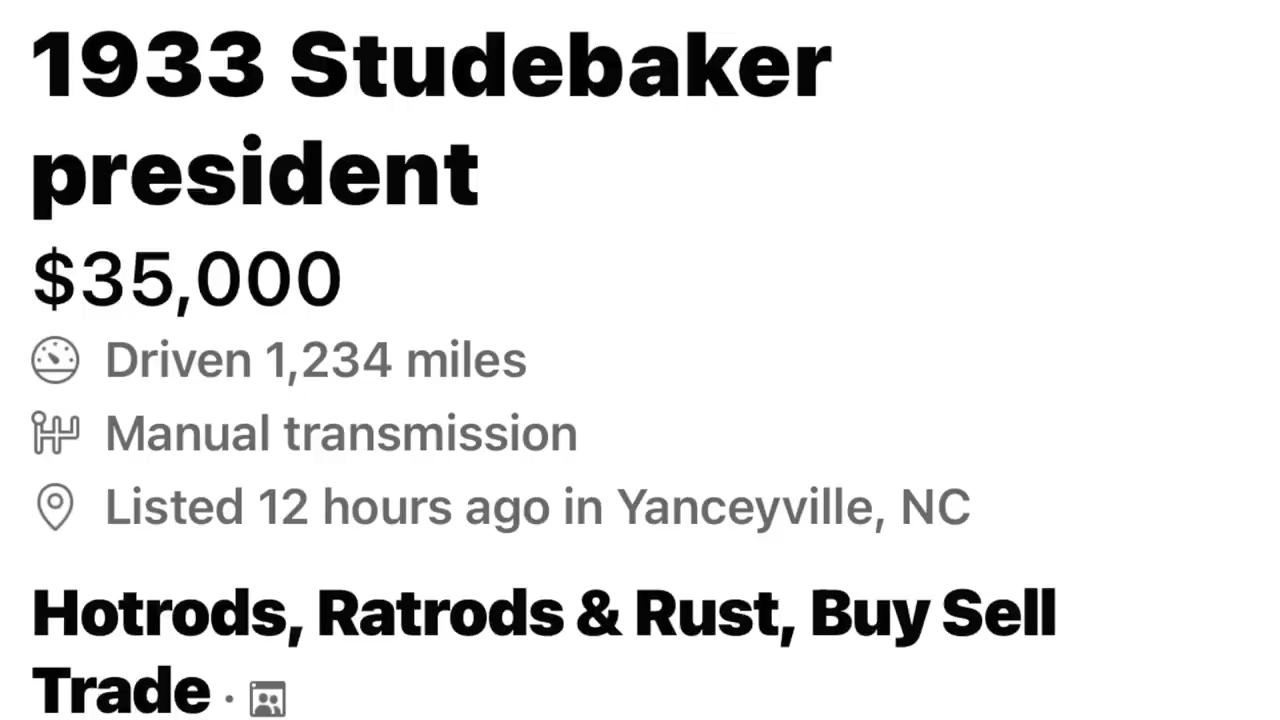 1933 Studebaker
president
$35,000
Driven 1,234 miles
Manual transmission
Listed 12 hours ago in Yanceyville, NC
Hotrods, Ratrods & Rust, Buy Sell
Trade ·